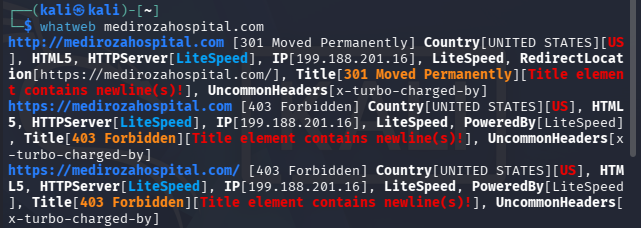 ┌──(kali㉿kali)-[~]
└─$ whatweb medirozahospital.com
http://medirozahospital.com [301 Moved Permanently] Country[UNITED STATES][US
], HTML5, HTTPServer[LiteSpeed], IP[199.188.201.16], LiteSpeed, RedirectLocat
ion[https://medirozahospital.com/], Title[301 Moved Permanently][Title elemen
t contains newline(s)!], UncommonHeaders[x-turbo-charged-by]
https://medirozahospital.com [403 Forbidden] Country[UNITED STATES][US], HTML
5, HTTPServer[LiteSpeed], IP[199.188.201.16], LiteSpeed, PoweredBy[LiteSpeed]
, Title[403 Forbidden][Title element contains newline(s)!], UncommonHeaders[x
-turbo-charged-by]
https://medirozahospital.com/ [403 Forbidden] Country[UNITED STATES][US], HTM
L5, HTTPServer[LiteSpeed], IP[199.188.201.16], LiteSpeed, PoweredBy[LiteSpeed
], Title[403 Forbidden][Title element contains newline(s)!], UncommonHeaders[
x-turbo-charged-by]